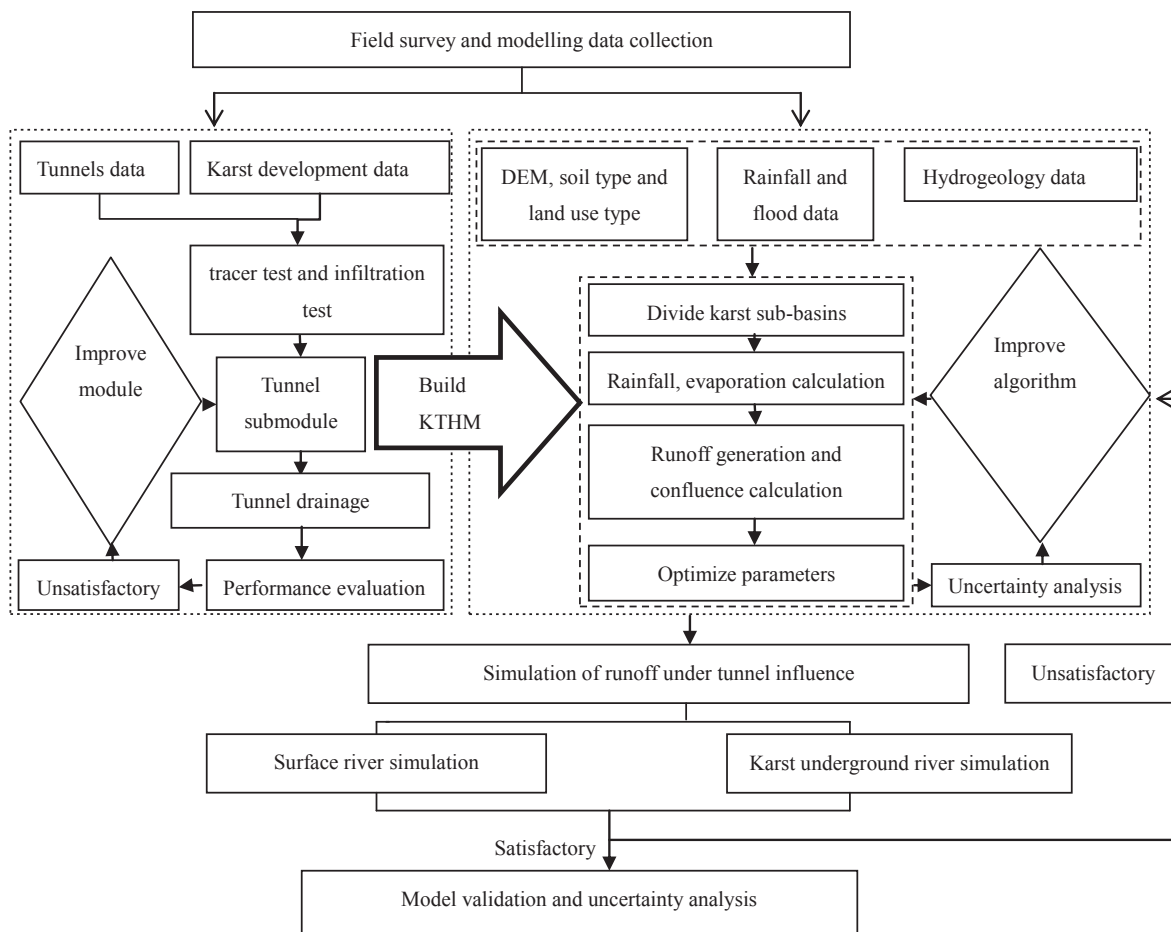 Field survey and modelling data collection
Tunnels data
Karst development data
tracer test and infiltration
test
Improve
module
Tunnel
submodule
Tunnel drainage
Unsatisfactory
Performance evaluation
Build
KTHM
DEM, soil type and
land use type
Rainfall and
flood data
Hydrogeology data
Divide karst sub-basins
Rainfall, evaporation calculation
Runoff generation and
confluence calculation
Optimize parameters
Improve
algorithm
Uncertainty analysis
Simulation of runoff under tunnel influence
Unsatisfactory
Surface river simulation
Karst underground river simulation
Satisfactory
Model validation and uncertainty analysis